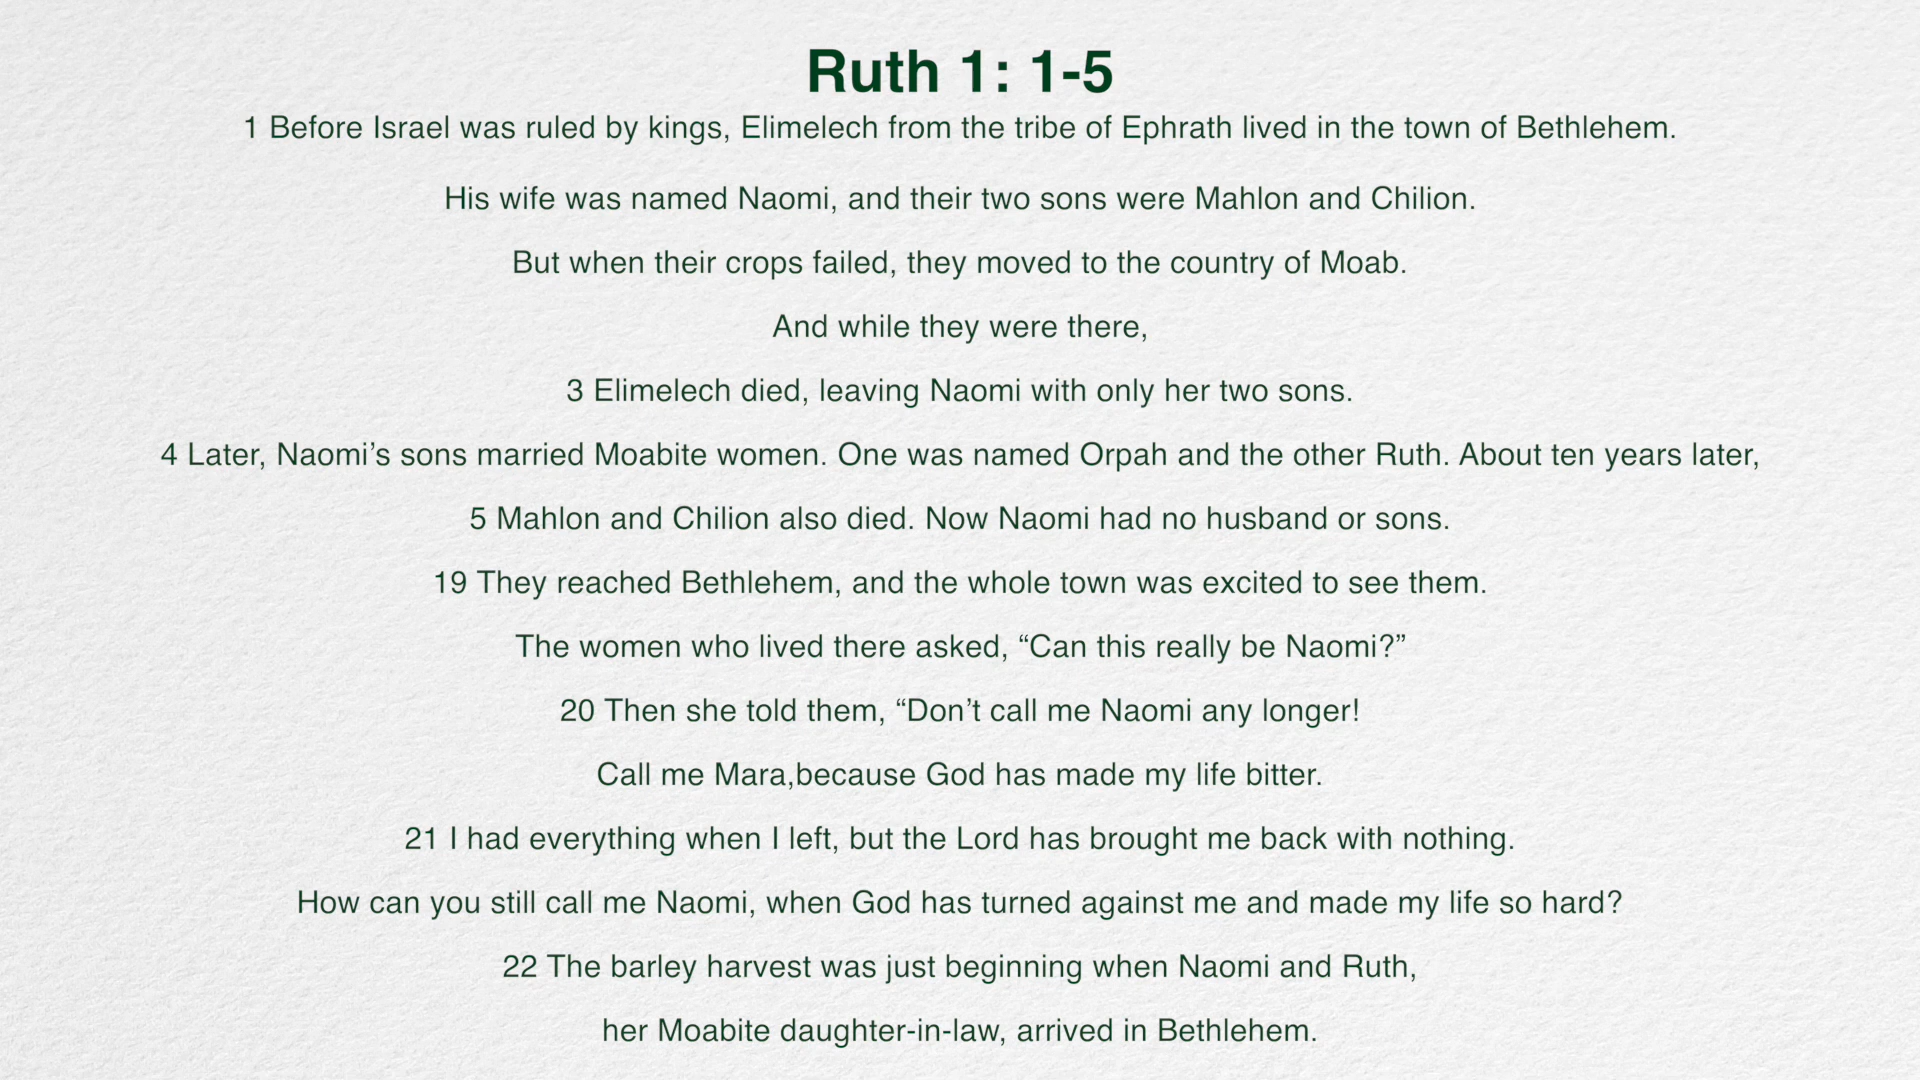 Ruth 1: 1-5
1 Before Israel was ruled by kings, Elimelech from the tribe of Ephrath lived in the town of Bethlehem.
His wife was named Naomi, and their two sons were Mahlon and Chilion.
But when their crops failed, they moved to the country of Moab.
And while they were there,
3 Elimelech died, leaving Naomi with only her two sons.
4 Later, Naomi’s sons married Moabite women. One was named Orpah and the other Ruth. About ten years later,
5 Mahlon and Chilion also died. Now Naomi had no husband or sons.
19 They reached Bethlehem, and the whole town was excited to see them.
The women who lived there asked, “Can this really be Naomi?”
20 Then she told them, “Don’t call me Naomi any longer!
Call me Mara,because God has made my life bitter.
21 I had everything when I left, but the Lord has brought me back with nothing.
How can you still call me Naomi, when God has turned against me and made my life so hard?
22 The barley harvest was just beginning when Naomi and Ruth,
her Moabite daughter-in-law, arrived in Bethlehem.